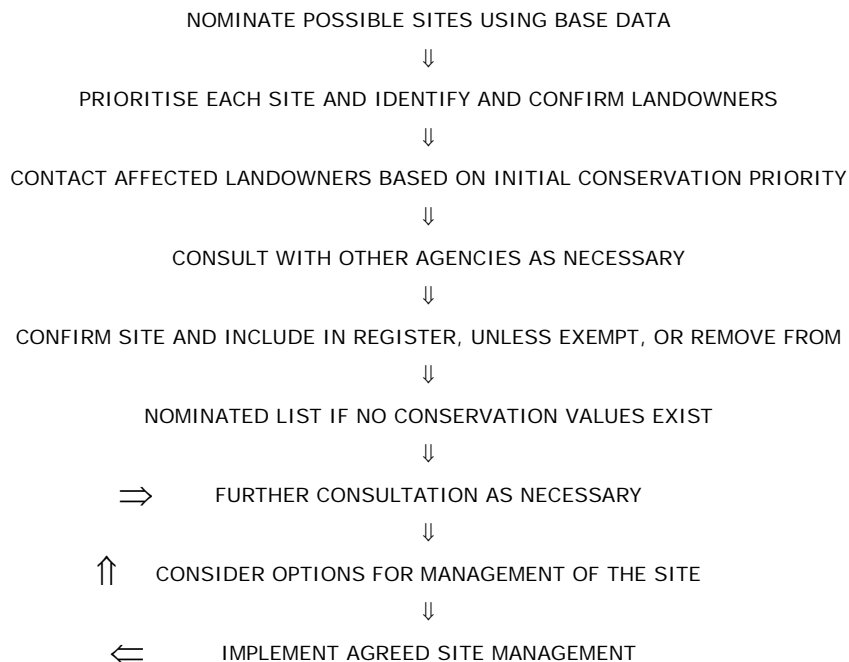 NOMINATE POSSIBLE SITES USING BASE DATA
⇓
PRIORITISE EACH SITE AND IDENTIFY AND CONFIRM LANDOWNERS
⇓
CONTACT AFFECTED LANDOWNERS BASED ON INITIAL CONSERVATION PRIORITY
⇓
CONSULT WITH OTHER AGENCIES AS NECESSARY
⇓
CONFIRM SITE AND INCLUDE IN REGISTER, UNLESS EXEMPT, OR REMOVE FROM
⇓
NOMINATED LIST IF NO CONSERVATION VALUES EXIST
⇓
⇒ FURTHER CONSULTATION AS NECESSARY
⇓
⇑ CONSIDER OPTIONS FOR MANAGEMENT OF THE SITE
⇓
⇐ IMPLEMENT AGREED SITE MANAGEMENT